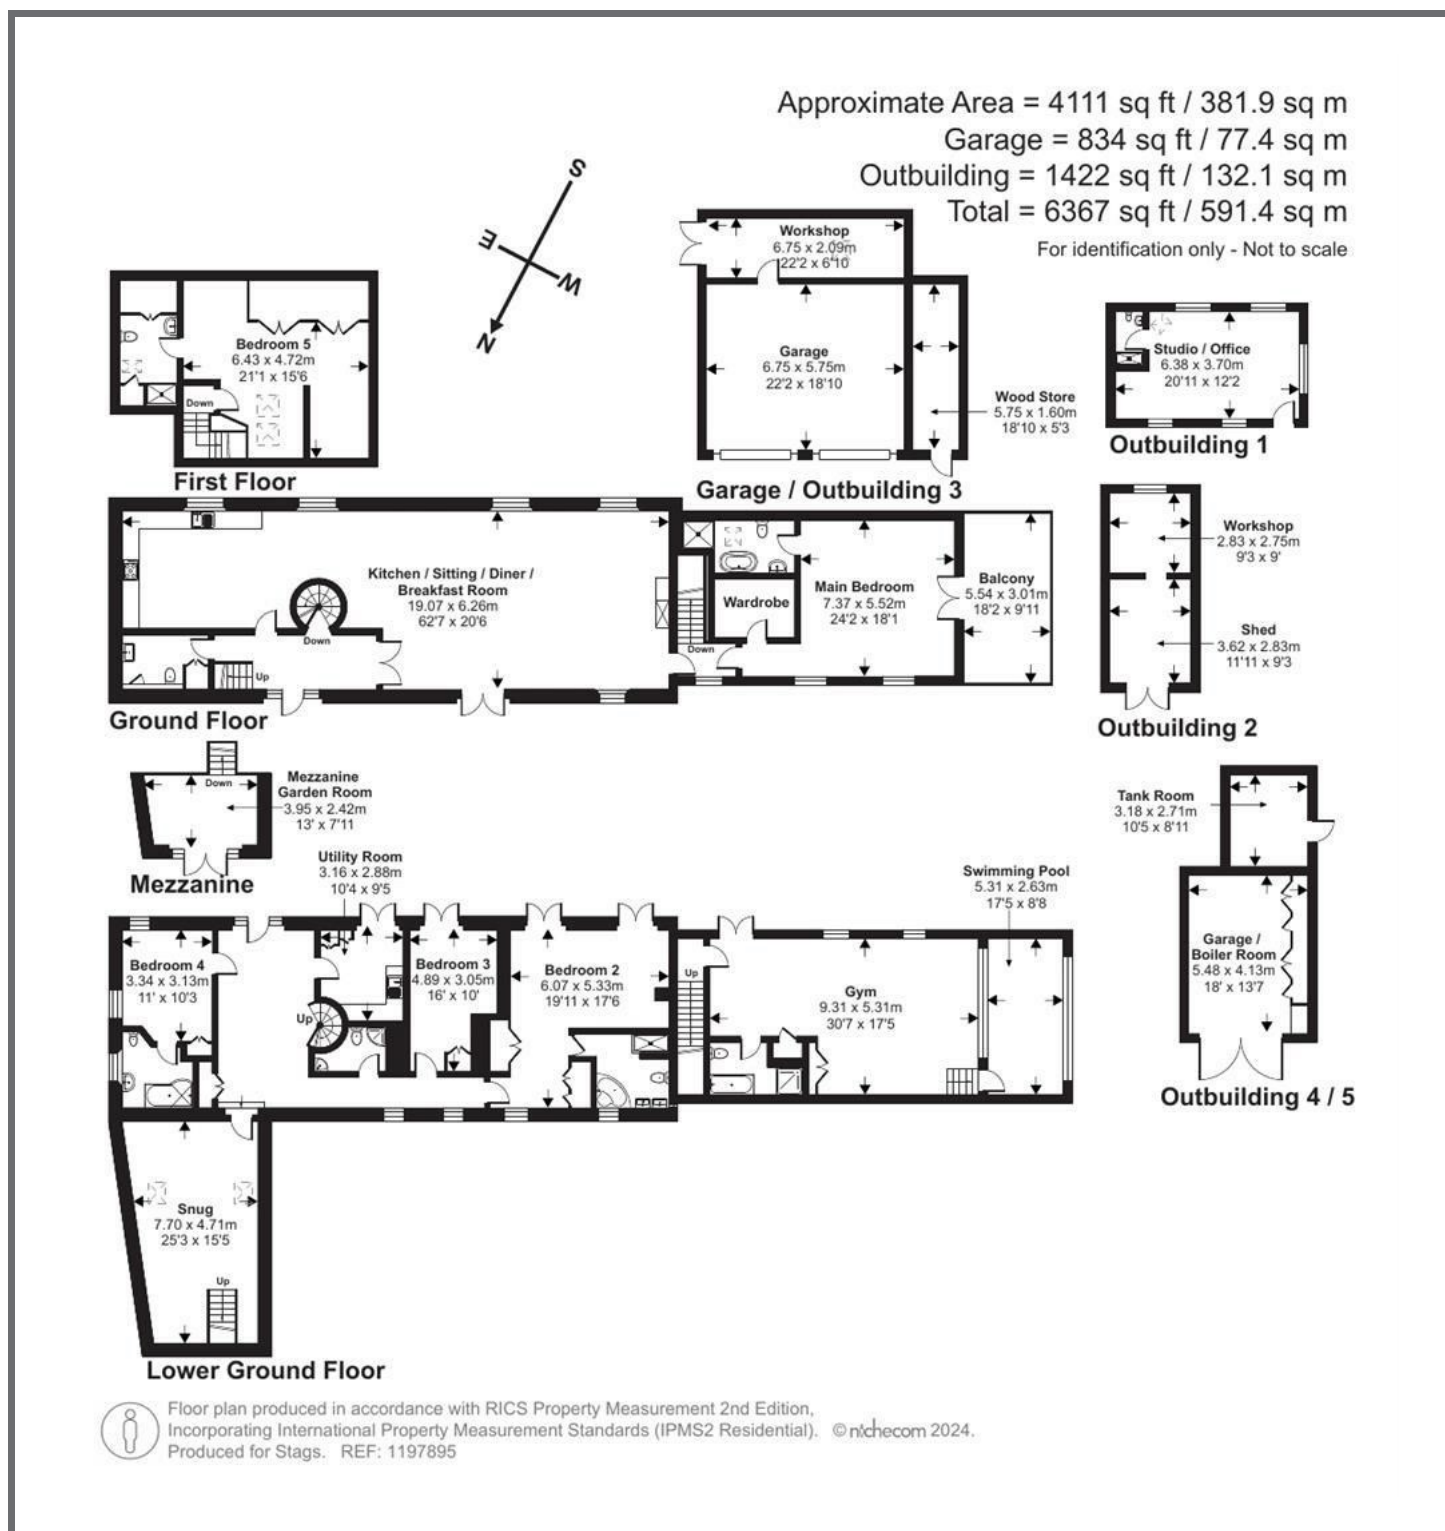 Approximate Area = 4111 sq ft / 381.9 sq m
Garage = 834 sq ft / 77.4 sq m
Outbuilding = 1422 sq ft / 132.1 sq m
Total = 6367 sq ft / 591.4 sq m
For identification only - Not to scale
S
E
W
N
Workshop
6.75 x 2.09m
22'2 x 6'10
Garage
6.75 x 5.75m
22'2 x 18'10
Wood Store
5.75 x 1.60m
18'10 x 5'3
Garage / Outbuilding 3
Studio / Office
6.38 x 3.70m
20'11 x 12'2
Outbuilding 1
Bedroom 5
6.43 x 4.72m
21'1 x 15'6
Down
First Floor
Kitchen / Sitting / Diner /
Breakfast Room
19.07 x 6.26m
62'7 x 20'6
Down
Up
Wardrobe
Down
Main Bedroom
7.37 x 5.52m
24'2 x 18'1
Balcony
5.54 x 3.01m
18'2 x 9'11
Ground Floor
Workshop
2.83 x 2.75m
9'3 x 9'
Shed
3.62 x 2.83m
11'11 x 9'3
Outbuilding 2
Down
Mezzanine
Garden Room
3.95 x 2.42m
13' x 7'11
Mezzanine
Tank Room
3.18 x 2.71m
10'5 x 8'11
Garage /
Boiler Room
5.48 x 4.13m
18' x 13'7
Outbuilding 4 / 5
Utility Room
3.16 x 2.88m
10'4 x 9'5
Swimming Pool
5.31 x 2.63m
17'5 x 8'8
Bedroom 4
3.34 x 3.13m
11' x 10'3
Up
Bedroom 3
4.89 x 3.05m
16' x 10'
Bedroom 2
6.07 x 5.33m
19'11 x 17'6
Up
Gym
9.31 x 5.31m
30'7 x 17'5
Snug
7.70 x 4.71m
25'3 x 15'5
Up
Lower Ground Floor
Floor plan produced in accordance with RICS Property Measurement 2nd Edition,
Incorporating International Property Measurement Standards (IPMS2 Residential). © nichecom 2024.
Produced for Stags. REF: 1197895